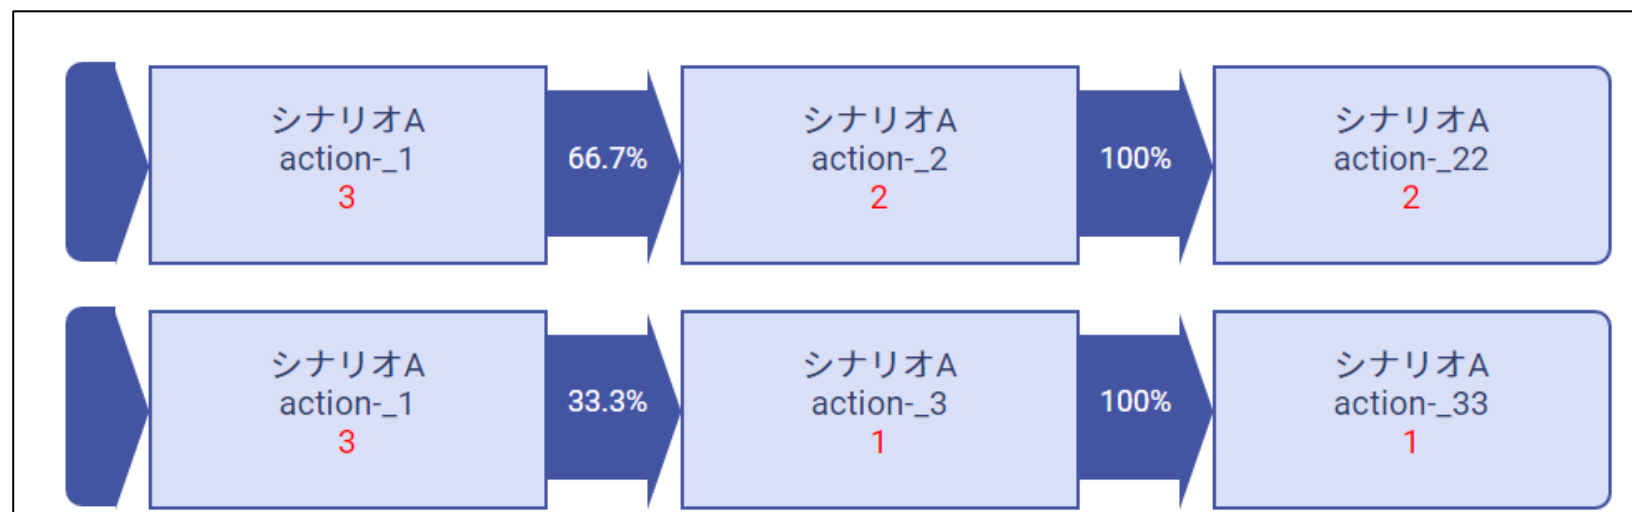 シナリオA
action-_1
3
66.7%
シナリオA
action-_2
2
100%
シナリオA
action-_22
2
シナリオA
action-_1
3
33.3%
シナリオA
action-_3
1
100%
シナリオA
action-_33
1